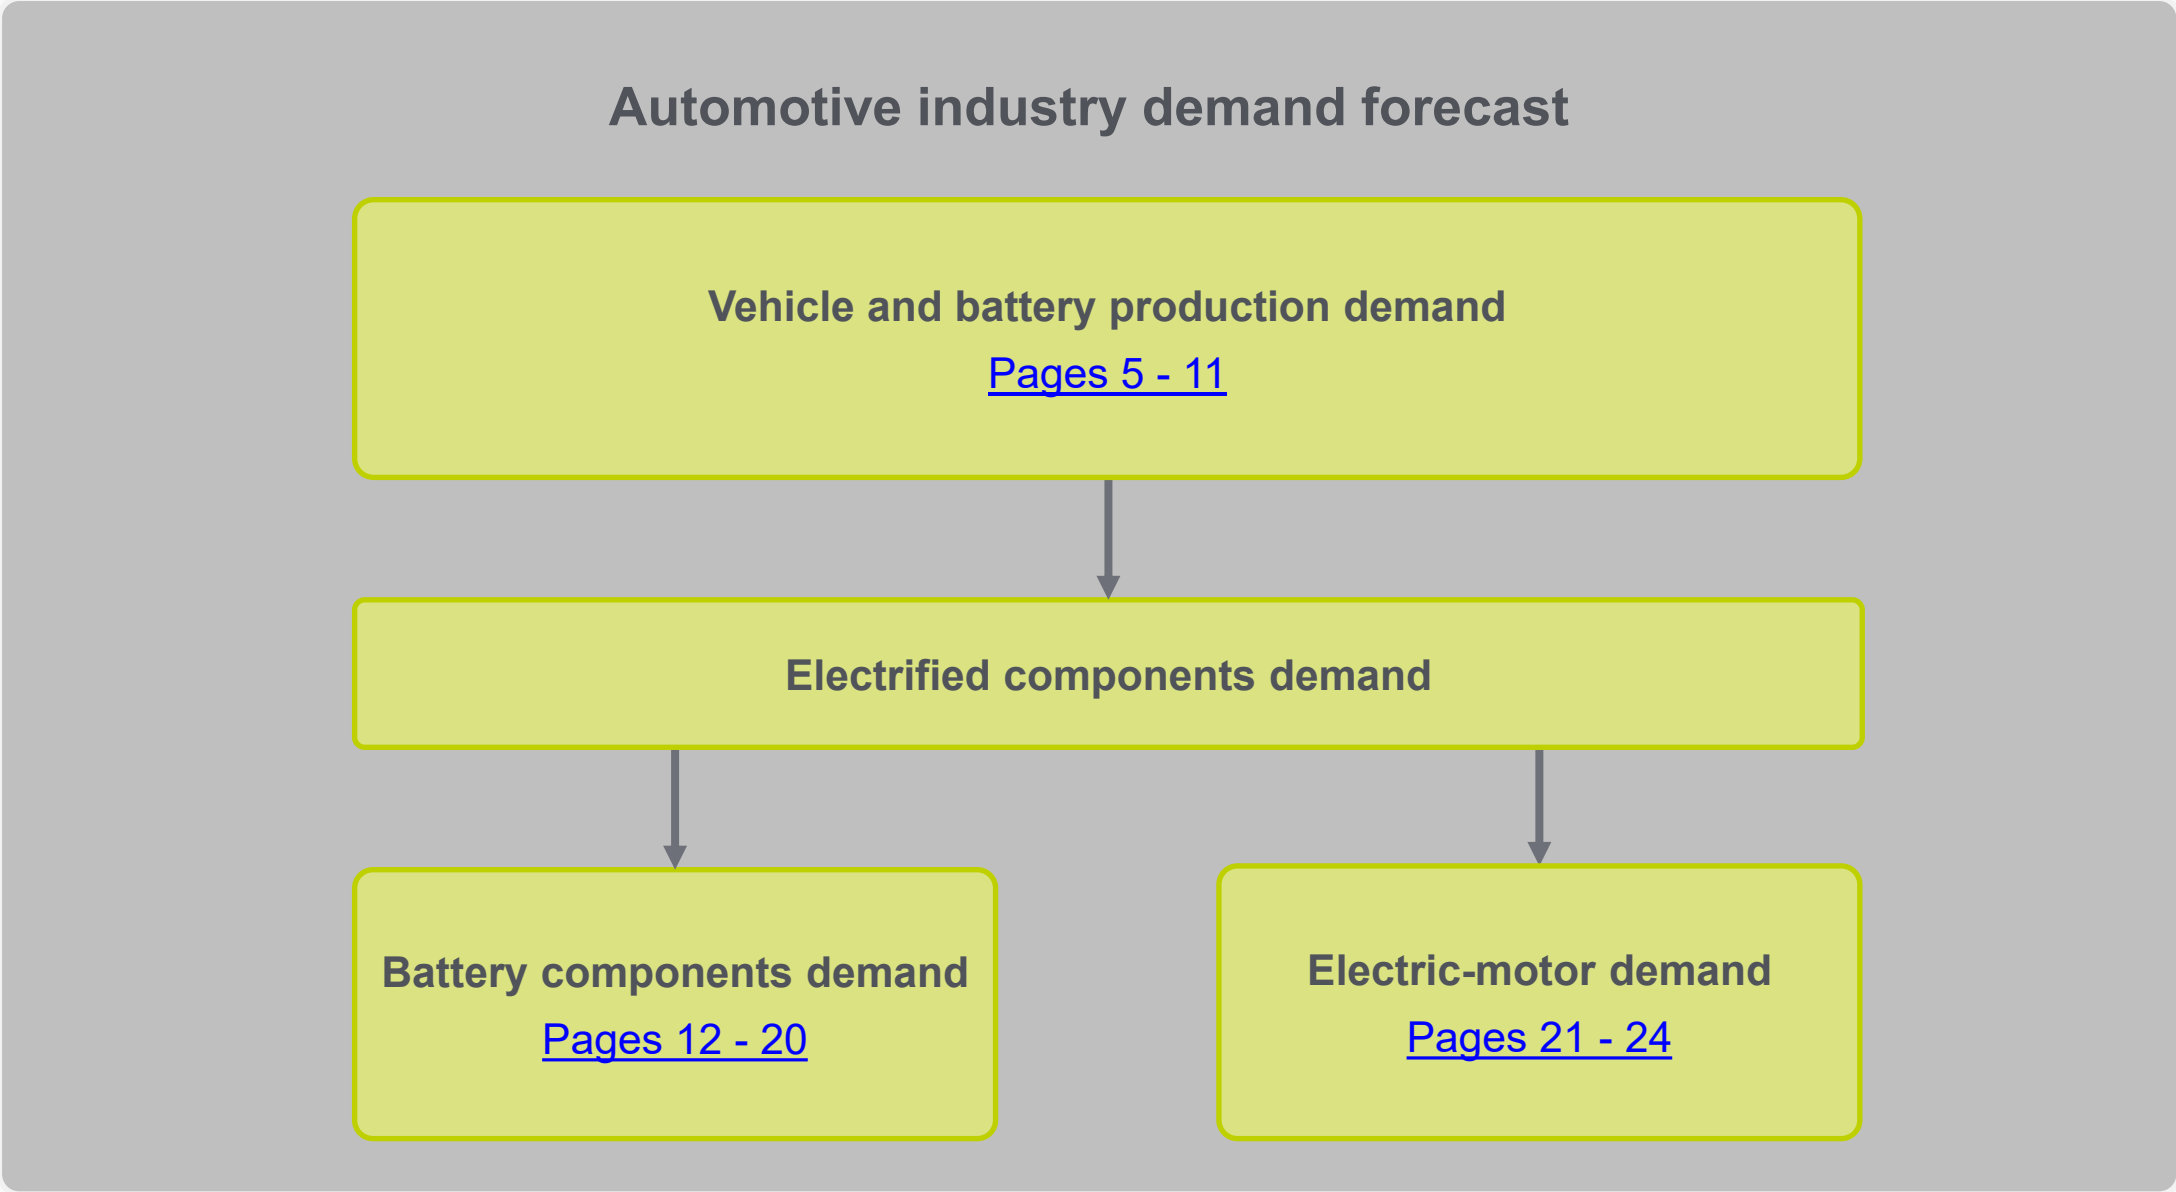 Automotive industry demand forecast
Vehicle and battery production demand
Pages 5 - 11
Electrified components demand
Battery components demand
Pages 12 - 20
Electric-motor demand
Pages 21 - 24